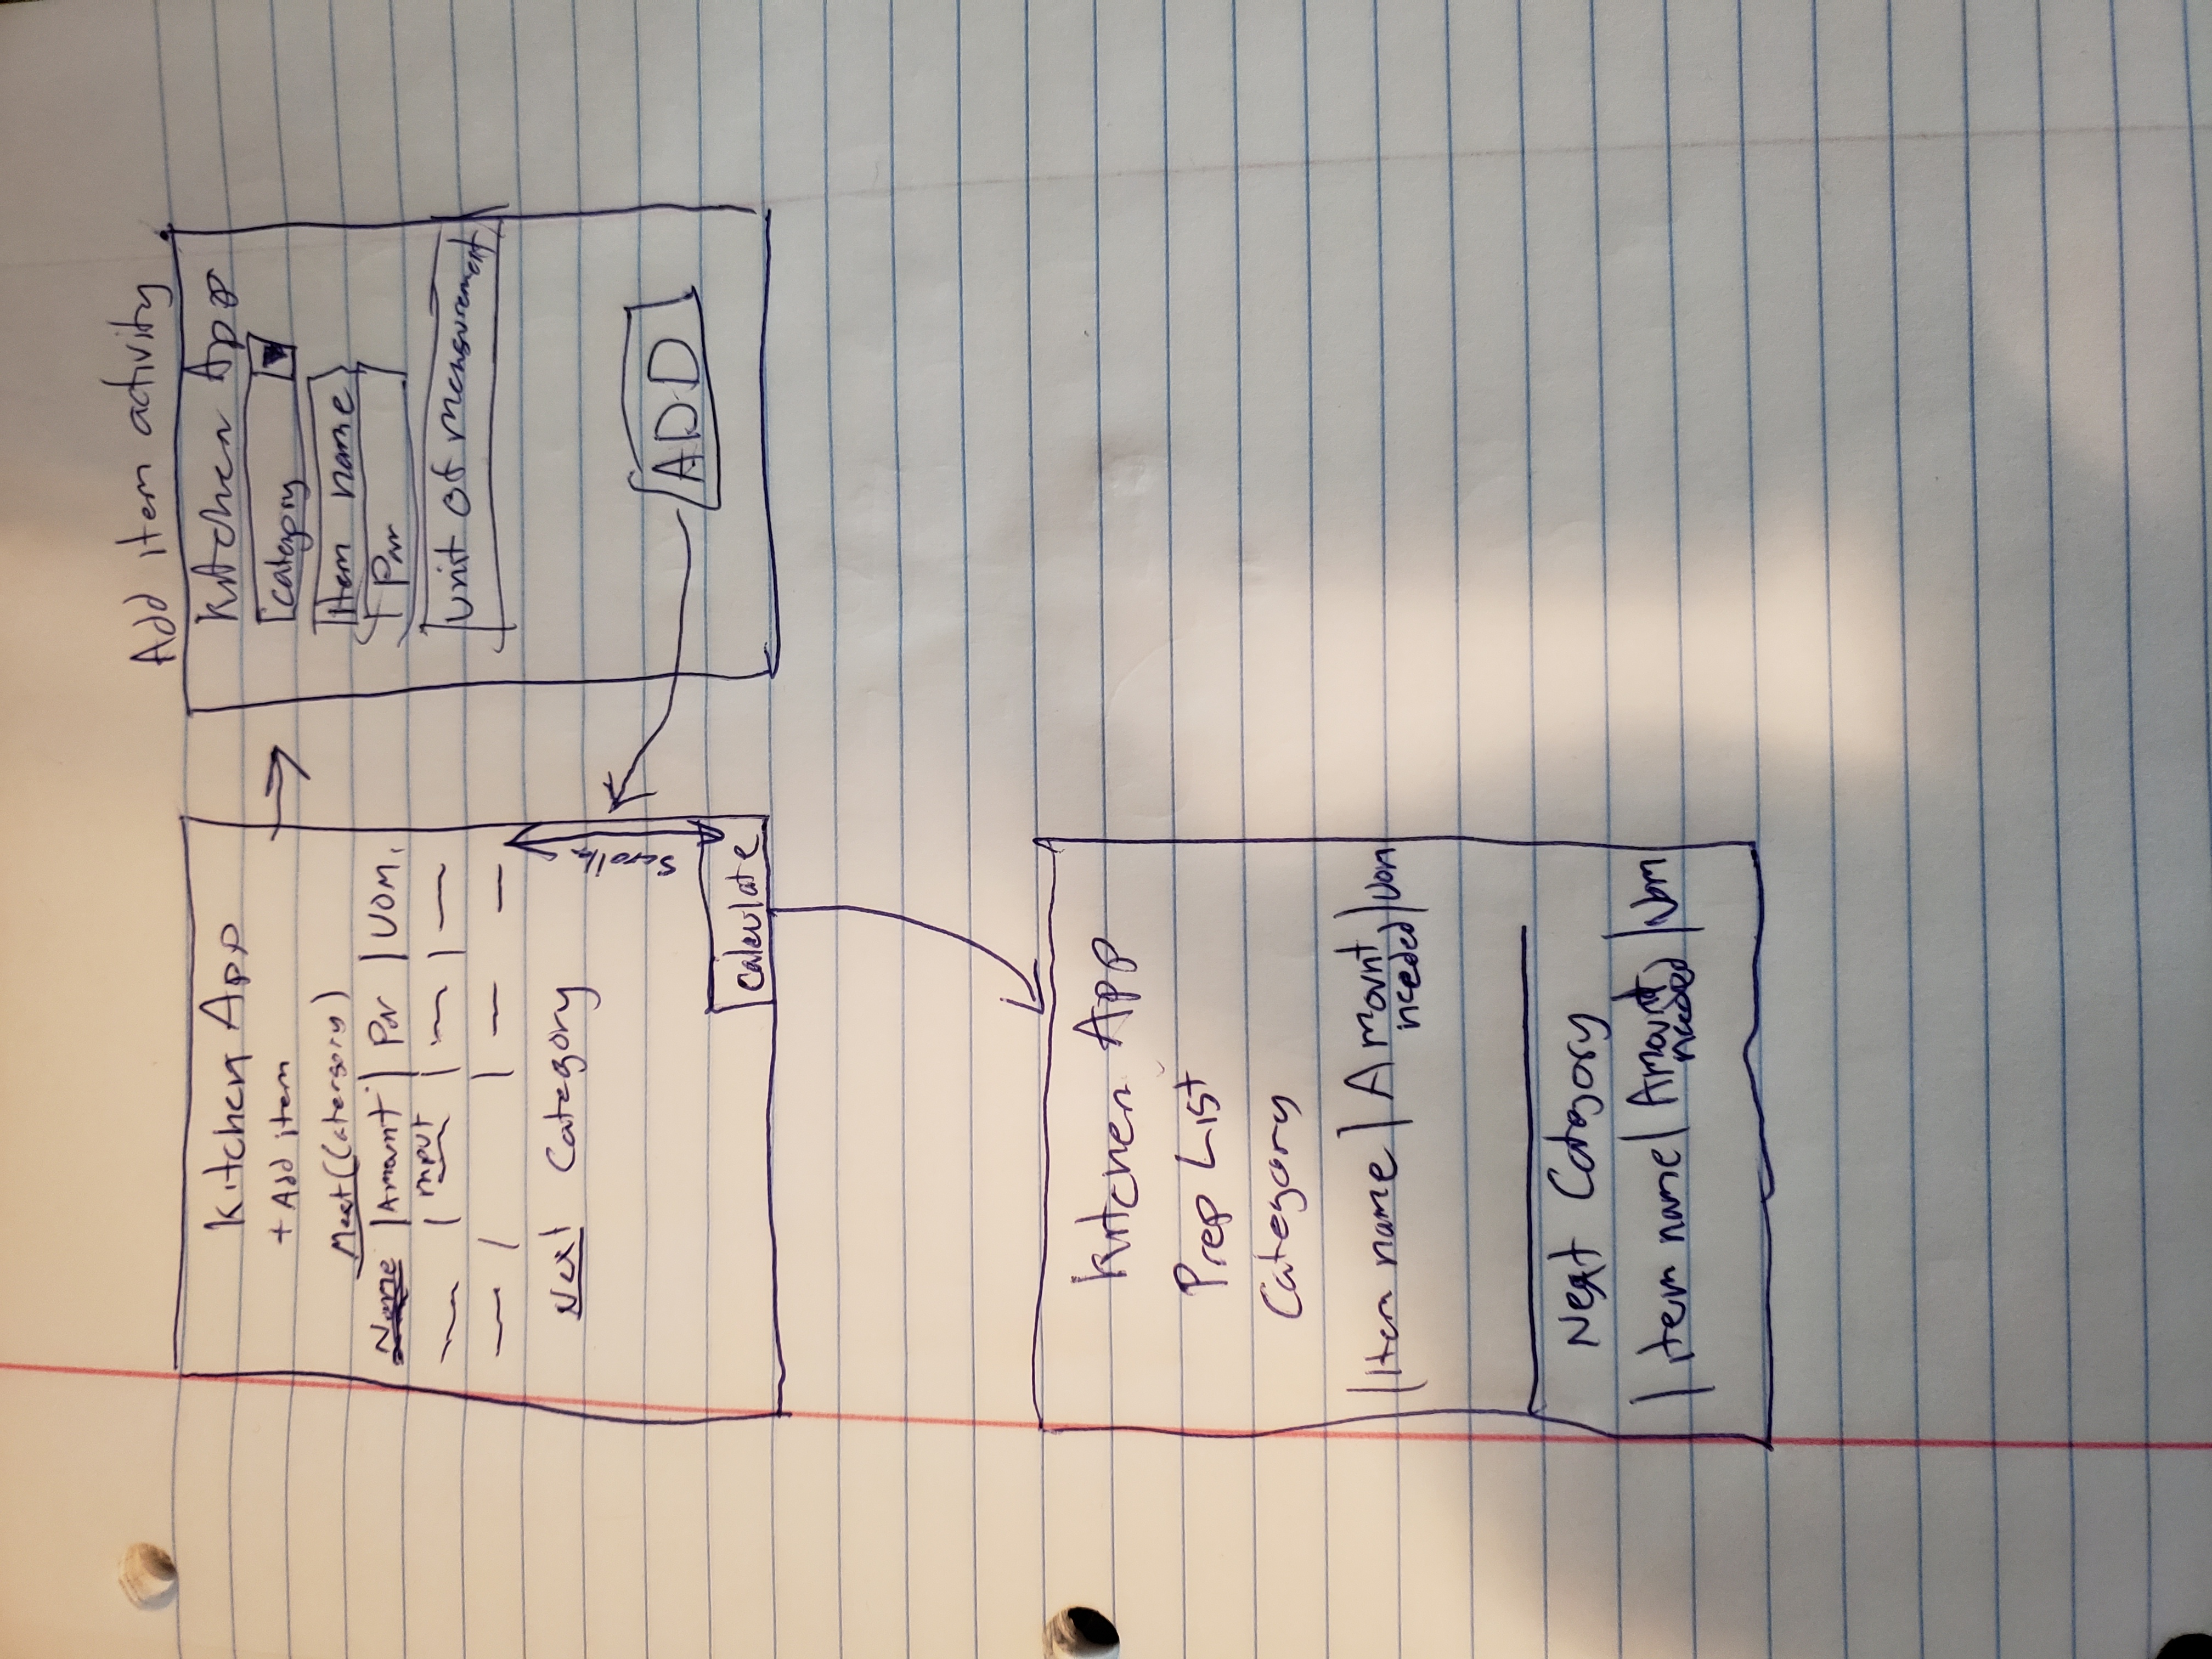 Kitchen App
+ Add item
Meat (Catersory)
Name | Amount | Par | UOM.
input
Next Category
Scroll
Calculate
Add item activity
Kitchen App
Category
Item name
Par
Unit of measurement
ADD
Kitchen App
Prep List
Category
| Item name | Amount needed | Uom
Next Category
| item name | Amount needed | Uom